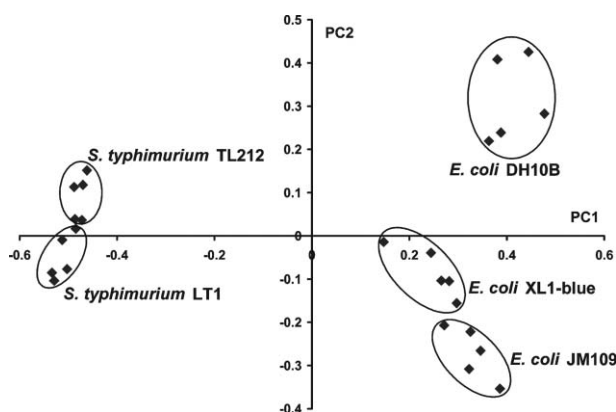 0.5
PC2
0.4
0.3
S. typhimurium TL212
0.2
E. coli DH10B
0.1
PC1
0
-0.6 -0.4 -0.2 0 0.2 0.4 0.6
-0.1
E. coli XL1-blue
S. typhimurium LT1
-0.2
-0.3
E. coli JM109
-0.4